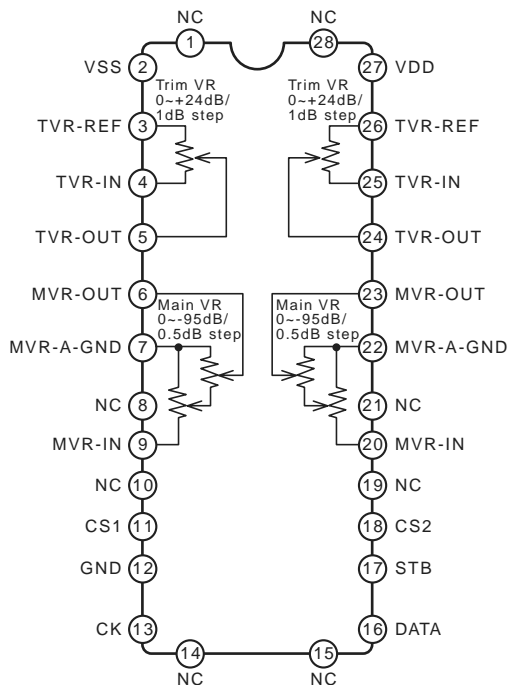 NC
NC
1
28
VSS
2
27
VDD
Trim VR
0~+24dB/
1dB step
Trim VR
0~+24dB/
1dB step
TVR-REF
3
26
TVR-REF
TVR-IN
4
25
TVR-IN
TVR-OUT
5
24
TVR-OUT
MVR-OUT
6
23
MVR-OUT
Main VR
0~-95dB/
0.5dB step
Main VR
0~-95dB/
0.5dB step
MVR-A-GND
7
22
MVR-A-GND
NC
8
21
NC
MVR-IN
9
20
MVR-IN
NC
10
19
NC
CS1
11
18
CS2
GND
12
17
STB
CK
13
16
DATA
14
15
NC
NC